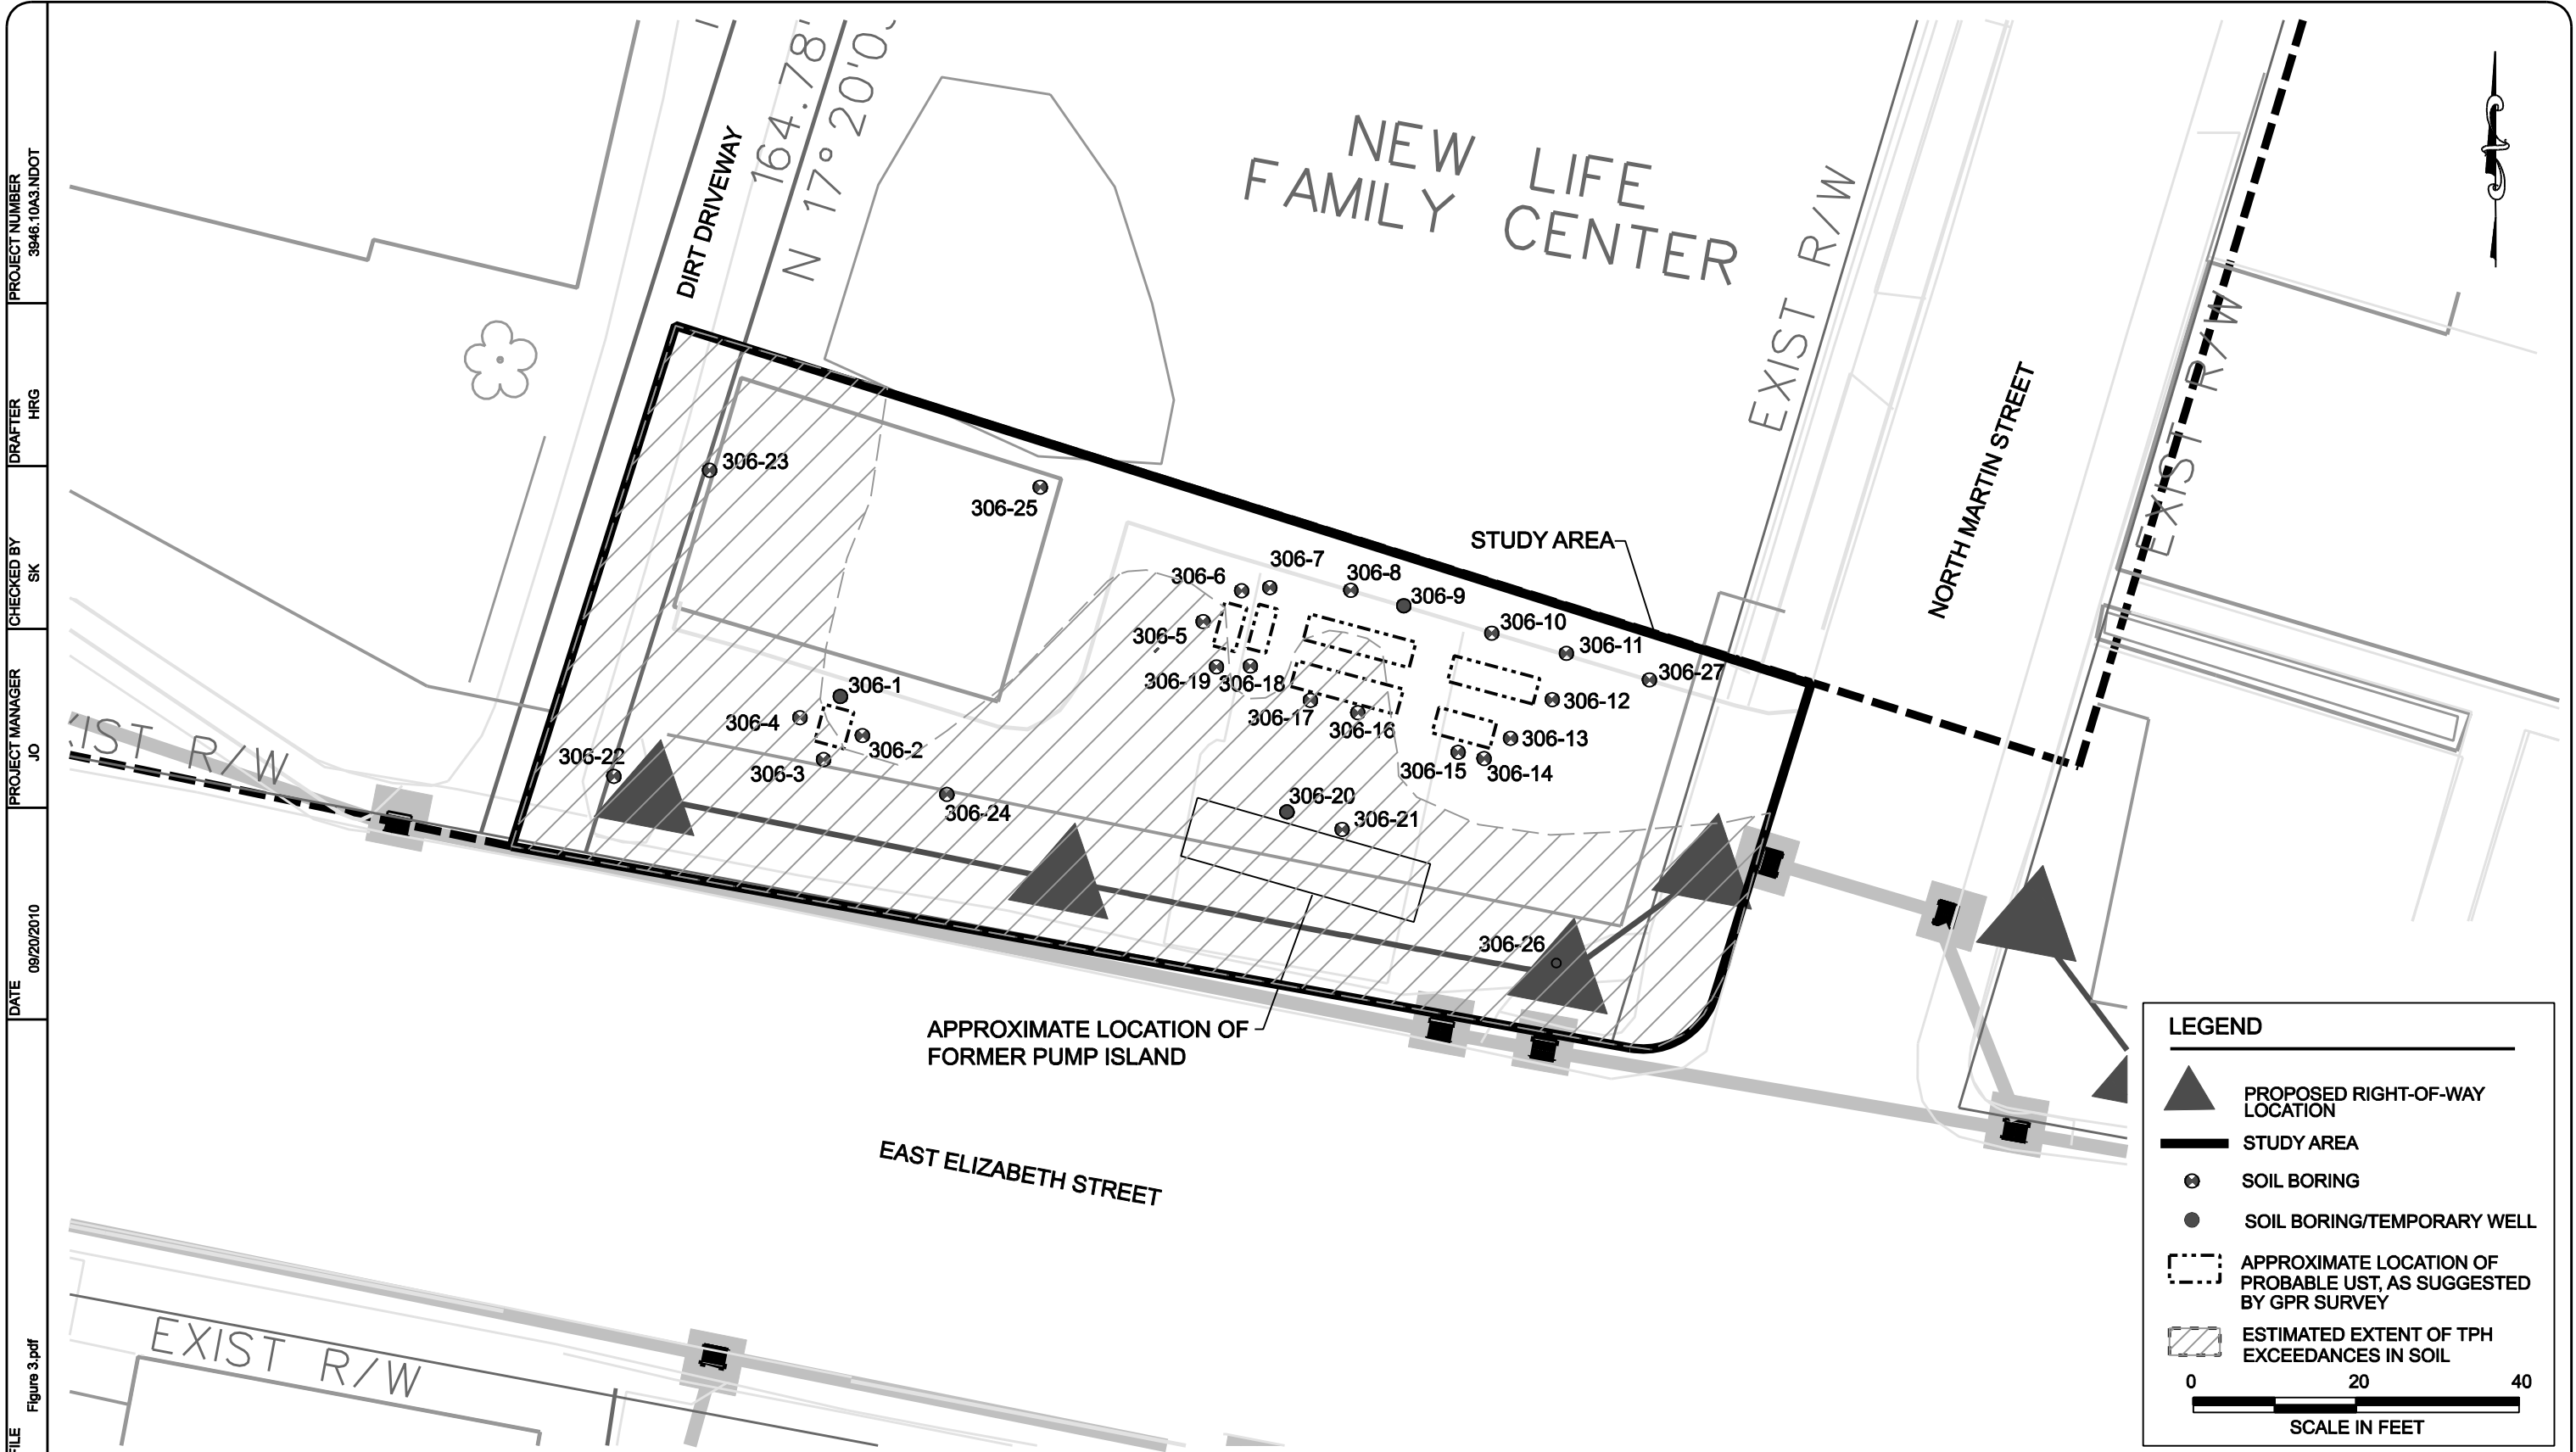 PROJECT NUMBER
3946.10A3.NDOT
DRAFTER
HRG
CHECKED BY
SK
PROJECT MANAGER
JO
DATE
09/20/2010
FILE
Figure 3.pdf
DIRT DRIVEWAY
164.78'
N 17° 20'0
NEW LIFE
FAMILY CENTER
EXIST R/W
EXIST R/W
NORTH MARTIN STREET
STUDY AREA
306-23
306-25
306-7
306-6
306-8
306-9
306-10
306-5
306-11
306-27
306-19
306-18
306-1
306-12
306-17
306-4
306-16
306-13
306-2
306-22
306-3
306-15
306-14
306-20
306-24
306-21
306-26
IST R/W
APPROXIMATE LOCATION OF
FORMER PUMP ISLAND
EAST ELIZABETH STREET
EXIST R/W
LEGEND
PROPOSED RIGHT-OF-WAY
LOCATION
STUDY AREA
SOIL BORING
SOIL BORING/TEMPORARY WELL
APPROXIMATE LOCATION OF
PROBABLE UST, AS SUGGESTED
BY GPR SURVEY
ESTIMATED EXTENT OF TPH
EXCEEDANCES IN SOIL
0 20 40
SCALE IN FEET